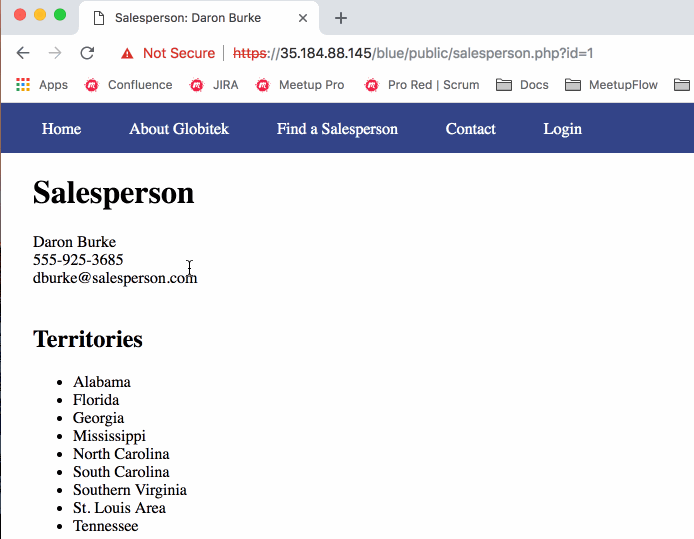 Salesperson: Daron Burke
Not Secure | https://35.184.88.145/blue/public/salesperson.php?id=1
Apps Confluence JIRA Meetup Pro Pro Red | Scrum Docs MeetupFlow
Home About Globitek Find a Salesperson Contact Login
Salesperson
Daron Burke
555-925-3685
dburke@salesperson.com
Territories
• Alabama
• Florida
• Georgia
• Mississippi
• North Carolina
• South Carolina
• Southern Virginia
• St. Louis Area
• Tennessee